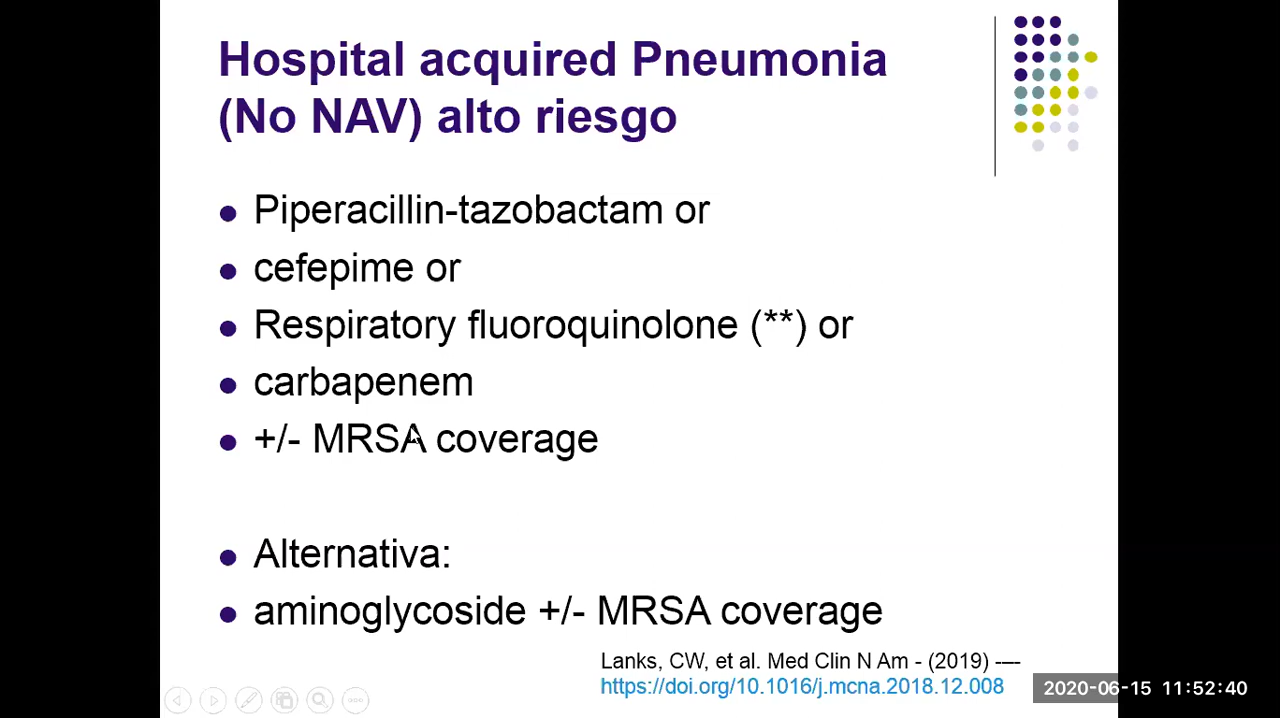 Hospital acquired Pneumonia
(No NAV) alto riesgo
Piperacillin-tazobactam or
cefepime or
Respiratory fluoroquinolone (**) or
carbapenem
+/- MRSA coverage
Alternativa:
aminoglycoside +/- MRSA coverage
Lanks, CW, et al. Med Clin N Am - (2019) -–-
https://doi.org/10.1016/j.mcna.2018.12.008
2020-06-15 11:52:40